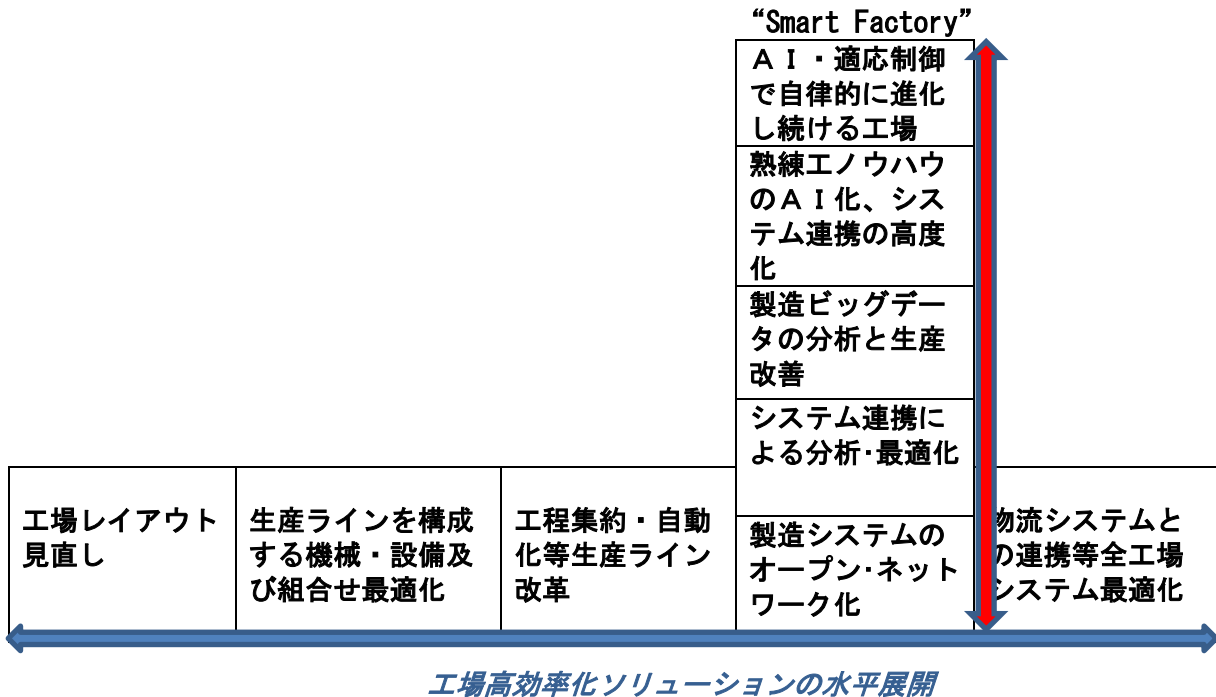 “Smart Factory”
ＡＩ・適応制御
で自律的に進化
し続ける工場
熟練工ノウハウ
のＡＩ化、シス
テム連携の高度
化
製造ビッグデー
タの分析と生産
改善
システム連携に
よる分析･最適化
工場レイアウト
見直し
生産ラインを構成
する機械・設備及
び組合せ最適化
工程集約・自動
化等生産ライン
改革
製造システムの
オープン･ネット
ワーク化
物流システムと
の連携等全工場
システム最適化
工場高効率化ソリューションの水平展開